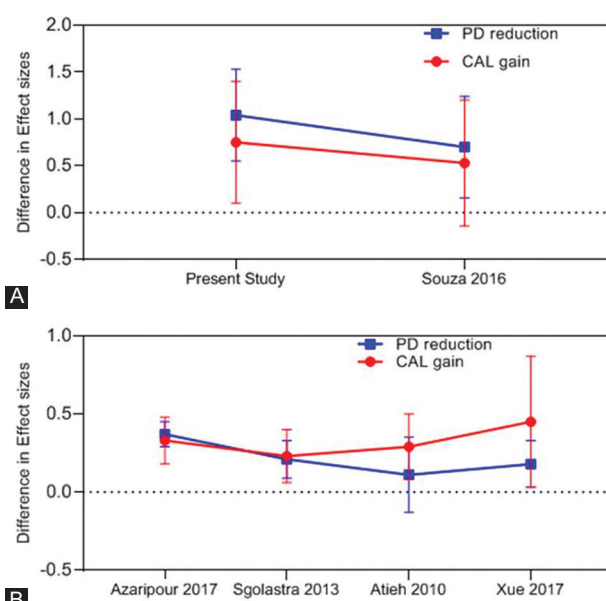 2.0
PD reduction
1.5
CAL gain
1.0
0.5
0.0
-0.5
Difference in Effect sizes
Present Study Souza 2016
A
1.0
PD reduction
CAL gain
0.5
0.0
-0.5
Difference in Effect sizes
Azaripour 2017 Sgolastra 2013 Atieh 2010 Xue 2017
B